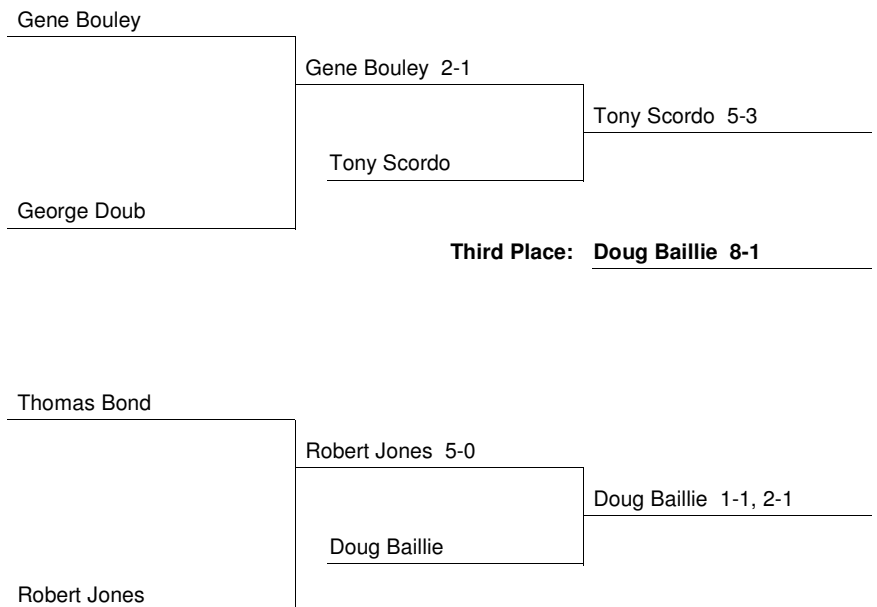 Gene Bouley
Gene Bouley 2-1
Tony Scordo 5-3
Tony Scordo
George Doub
Third Place: Doug Baillie 8-1
Thomas Bond
Robert Jones 5-0
Doug Baillie 1-1, 2-1
Doug Baillie
Robert Jones